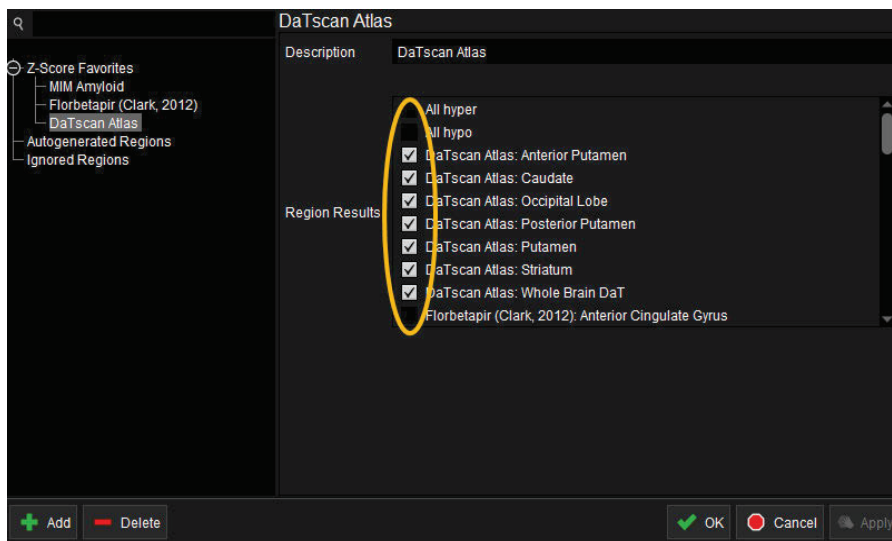 DaTscan Atlas
Description DaTscan Atlas
Z-Score Favorites
MIM Amyloid
Florbetapir (Clark, 2012)
DaTscan Atlas
Autogenerated Regions
Ignored Regions
Region Results
All hyper
All hypo
DaTscan Atlas: Anterior Putamen
DaTscan Atlas: Caudate
DaTscan Atlas: Occipital Lobe
DaTscan Atlas: Posterior Putamen
DaTscan Atlas: Putamen
DaTscan Atlas: Striatum
DaTscan Atlas: Whole Brain DaT
Florbetapir (Clark, 2012): Anterior Cingulate Gyrus
Add Delete OK Cancel Apply